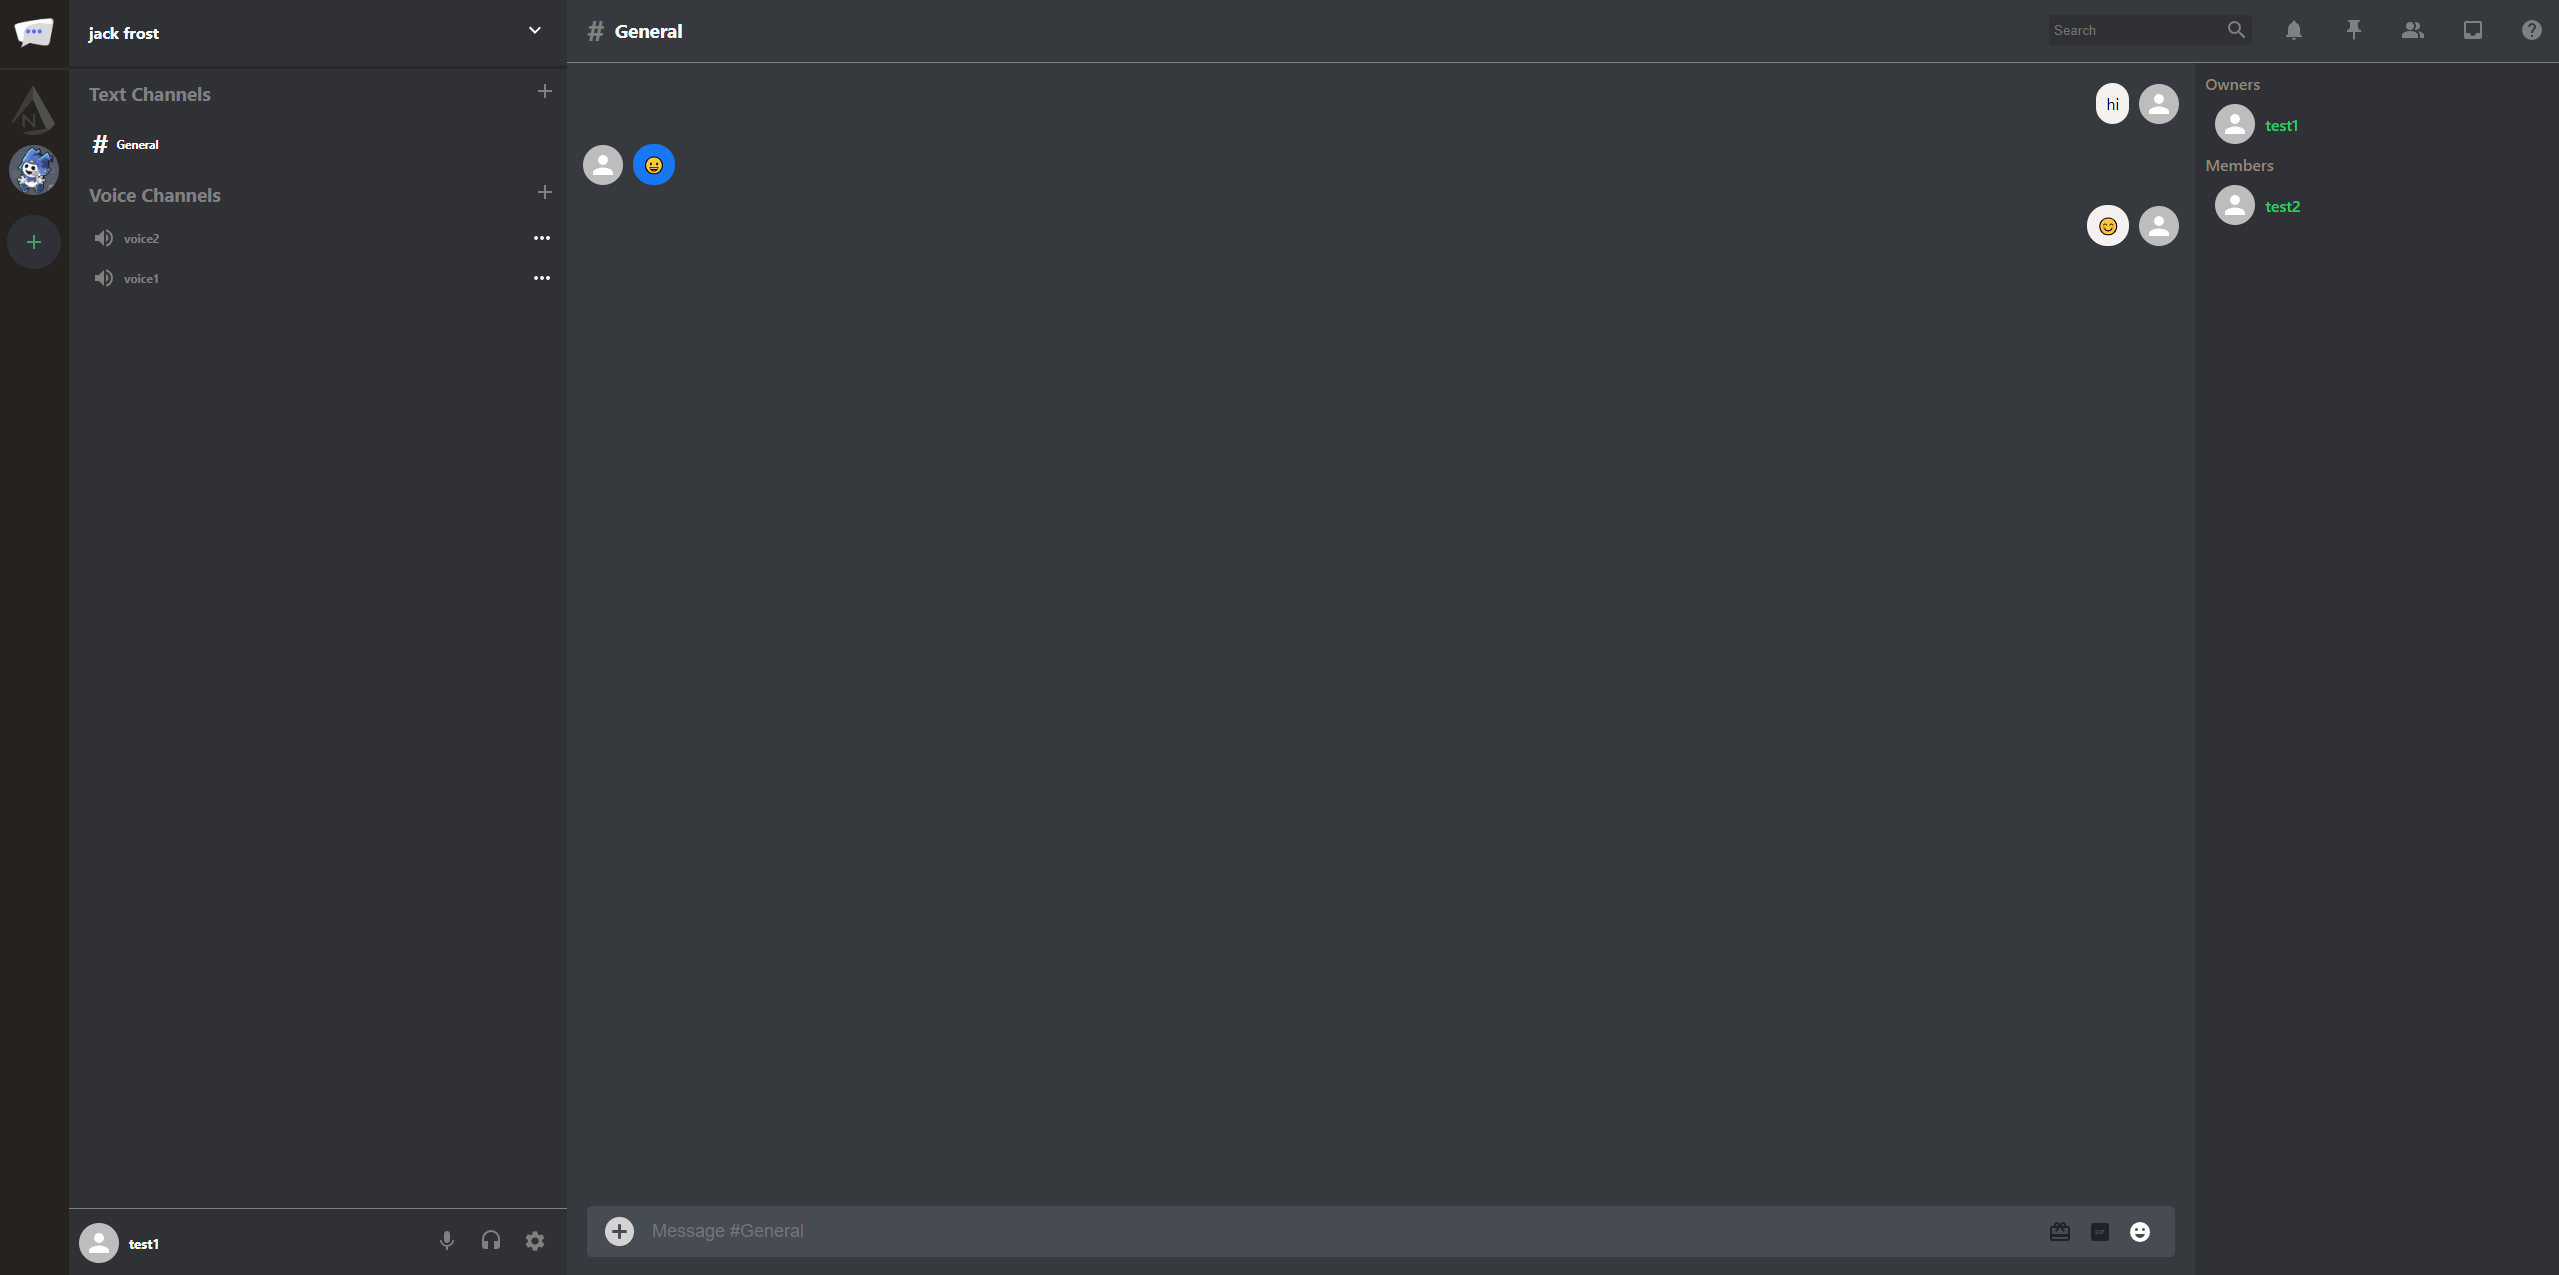 jack frost
Text Channels
# General
Voice Channels
voice2
voice1
test1
# General
Search
hi
😀
😊
Message #General
Owners
test1
Members
test2
N